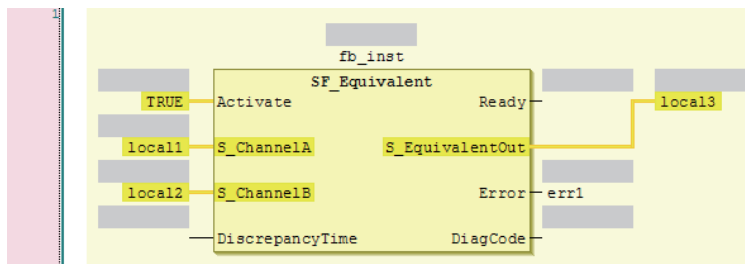 1
fb_inst
SF_Equivalent
TRUE Activate Ready local3
local1 S_ChannelA S_EquivalentOut
local2 S_ChannelB Error err1
DiscrepancyTime DiagCode